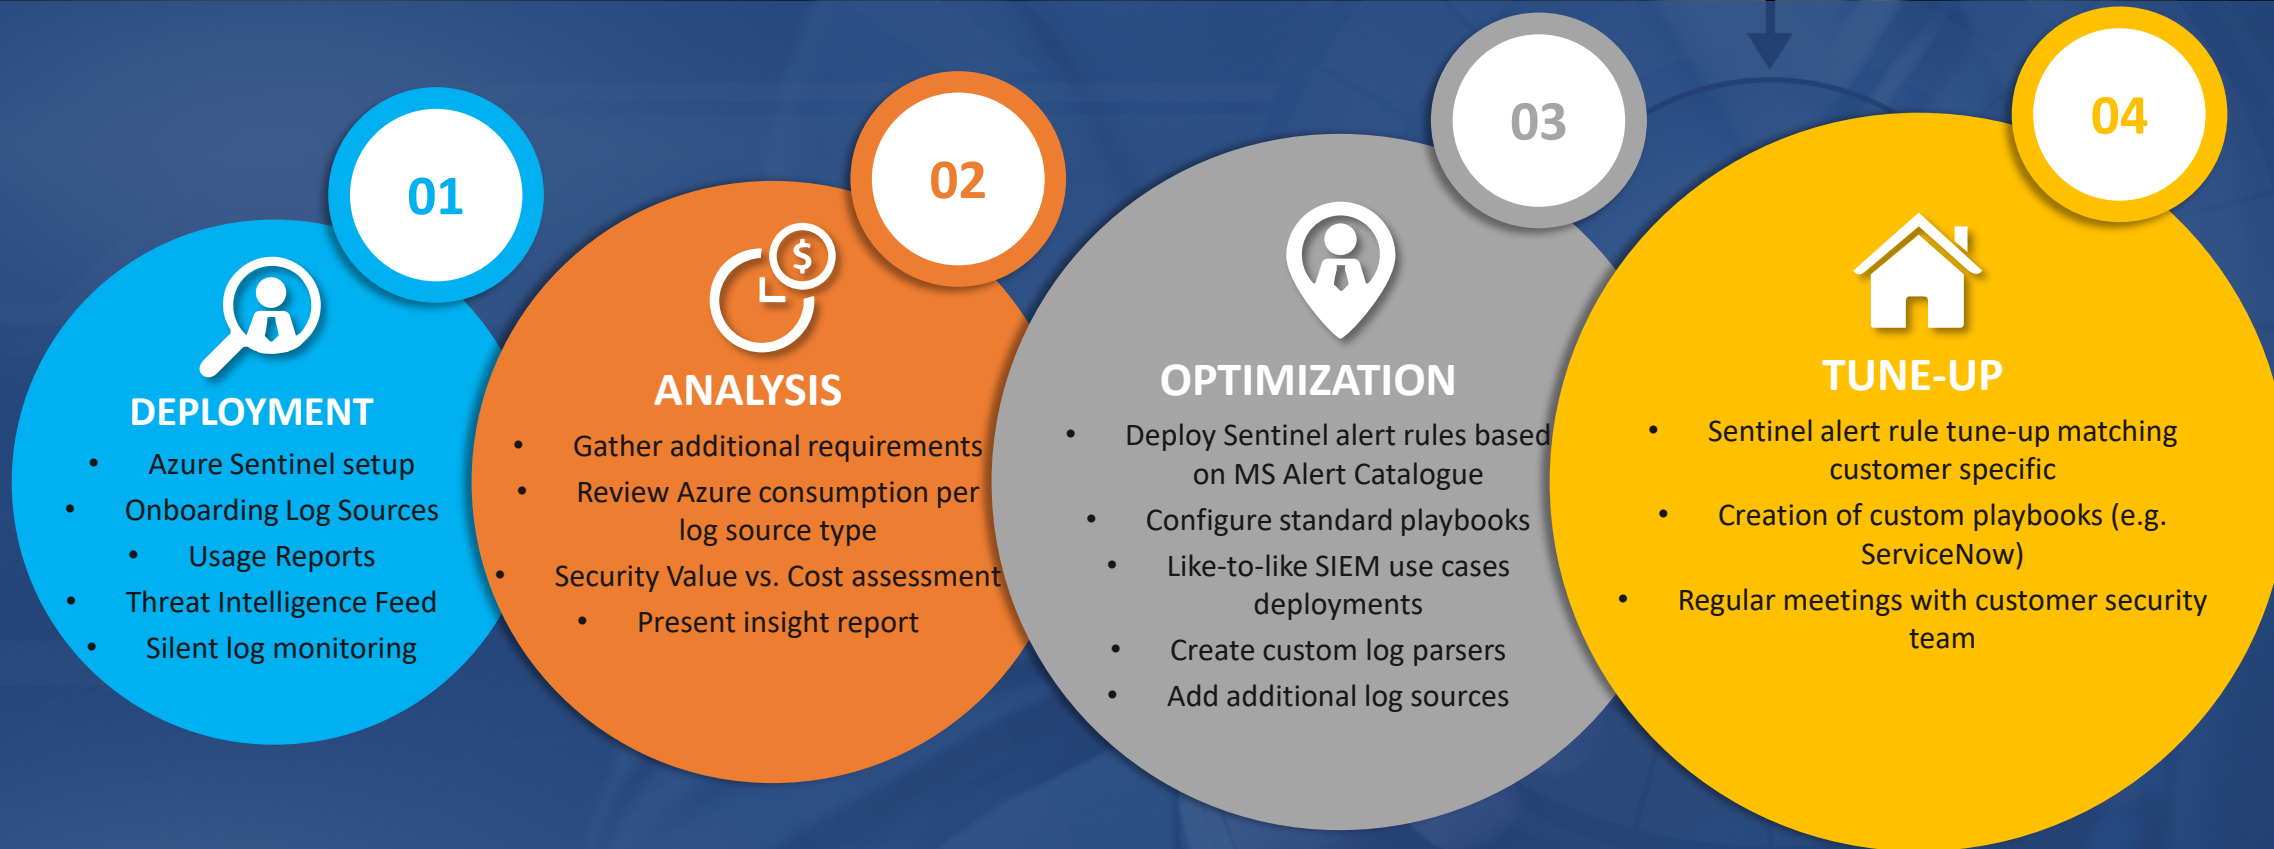 01
DEPLOYMENT
• Azure Sentinel setup
• Onboarding Log Sources
• Usage Reports
• Threat Intelligence Feed
• Silent log monitoring
02
$
ANALYSIS
• Gather additional requirements
• Review Azure consumption per
log source type
• Security Value vs. Cost assessment
• Present insight report
03
OPTIMIZATION
• Deploy Sentinel alert rules based
on MS Alert Catalogue
• Configure standard playbooks
• Like-to-like SIEM use cases
deployments
• Create custom log parsers
• Add additional log sources
04
TUNE-UP
• Sentinel alert rule tune-up matching
customer specific
• Creation of custom playbooks (e.g.
ServiceNow)
• Regular meetings with customer security
team